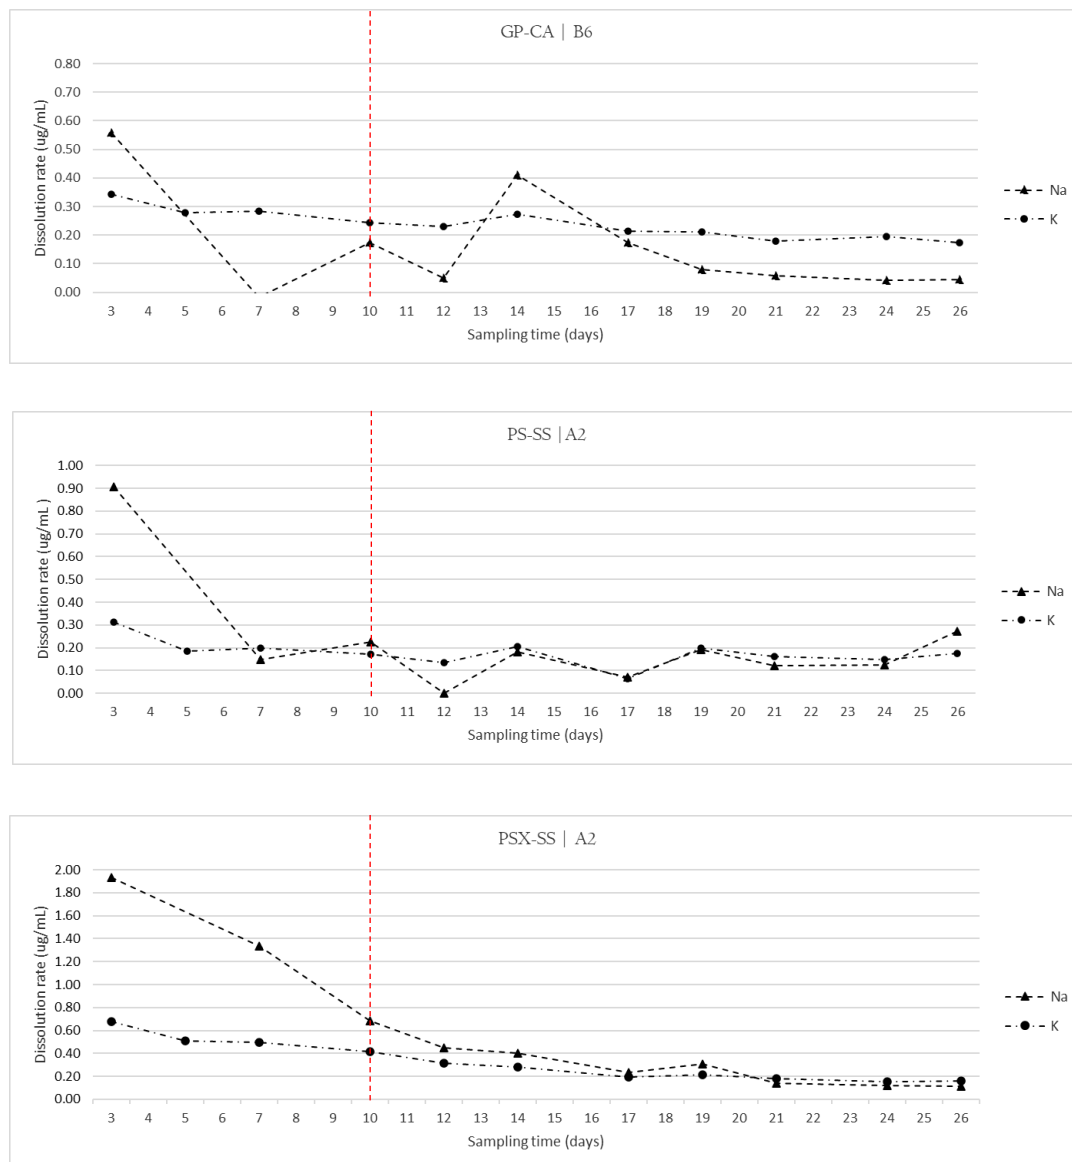 GP-CA | B6
0.80
0.70
0.60
0.50
0.40
0.30
0.20
0.10
0.00
Dissolution rate (ug/mL)
3 4 5 6 7 8 9 10 11 12 13 14 15 16 17 18 19 20 21 22 23 24 25 26
Sampling time (days)
Na
K
PS-SS | A2
1.00
0.90
0.80
0.70
0.60
0.50
0.40
0.30
0.20
0.10
0.00
Dissolution rate (ug/mL )
3 4 5 6 7 8 9 10 11 12 13 14 15 16 17 18 19 20 21 22 23 24 25 26
Sampling time (days)
Na
K
PSX-SS | A2
2.00
1.80
1.60
1.40
1.20
1.00
0.80
0.60
0.40
0.20
0.00
Dissolution rate (ug/mL)
3 4 5 6 7 8 9 10 11 12 13 14 15 16 17 18 19 20 21 22 23 24 25 26
Sampling time (days)
Na
K